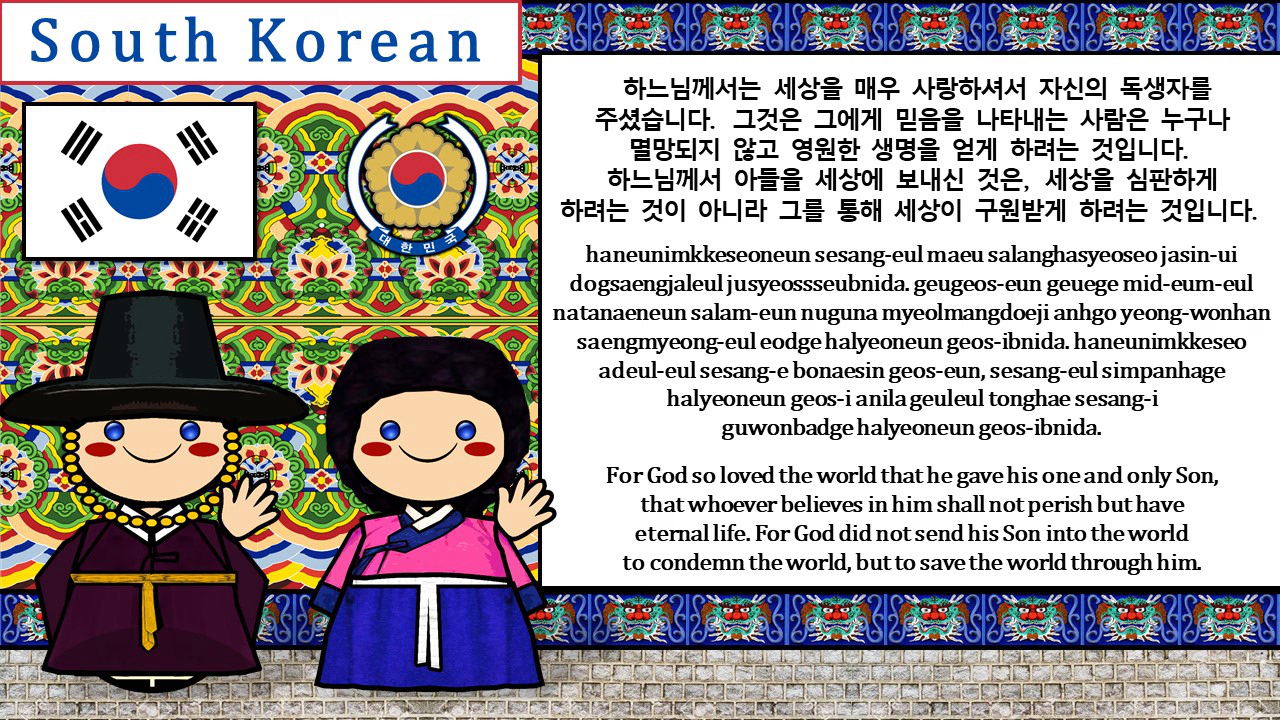 South Korean
대한민국
하느님께서는 세상을 매우 사랑하셔서 자신의 독생자를
주셨습니다. 그것은 그에게 믿음을 나타내는 사람은 누구나
멸망되지 않고 영원한 생명을 얻게 하려는 것입니다.
하느님께서 아들을 세상에 보내신 것은, 세상을 심판하게
하려는 것이 아니라 그를 통해 세상이 구원받게 하려는 것입니다.
haneunimkkeseoneun sesang-eul maeu salanghasyeoseo jasin-ui
dogsaengjaleul jusyeossseubnida. geugeos-eun geuege mid-eum-eul
natanaeneun salam-eun nuguna myeolmangdoeji anhgo yeong-wonhan
saengmyeong-eul eodge halyeoneun geos-ibnida. haneunimkkeseo
adeul-eul sesang-e bonaesin geos-eun, sesang-eul simpanhage
halyeoneun geos-i anila geuleul tonghae sesang-i
guwonbadge halyeoneun geos-ibnida.
For God so loved the world that he gave his one and only Son,
that whoever believes in him shall not perish but have
eternal life. For God did not send his Son into the world
to condemn the world, but to save the world through him.